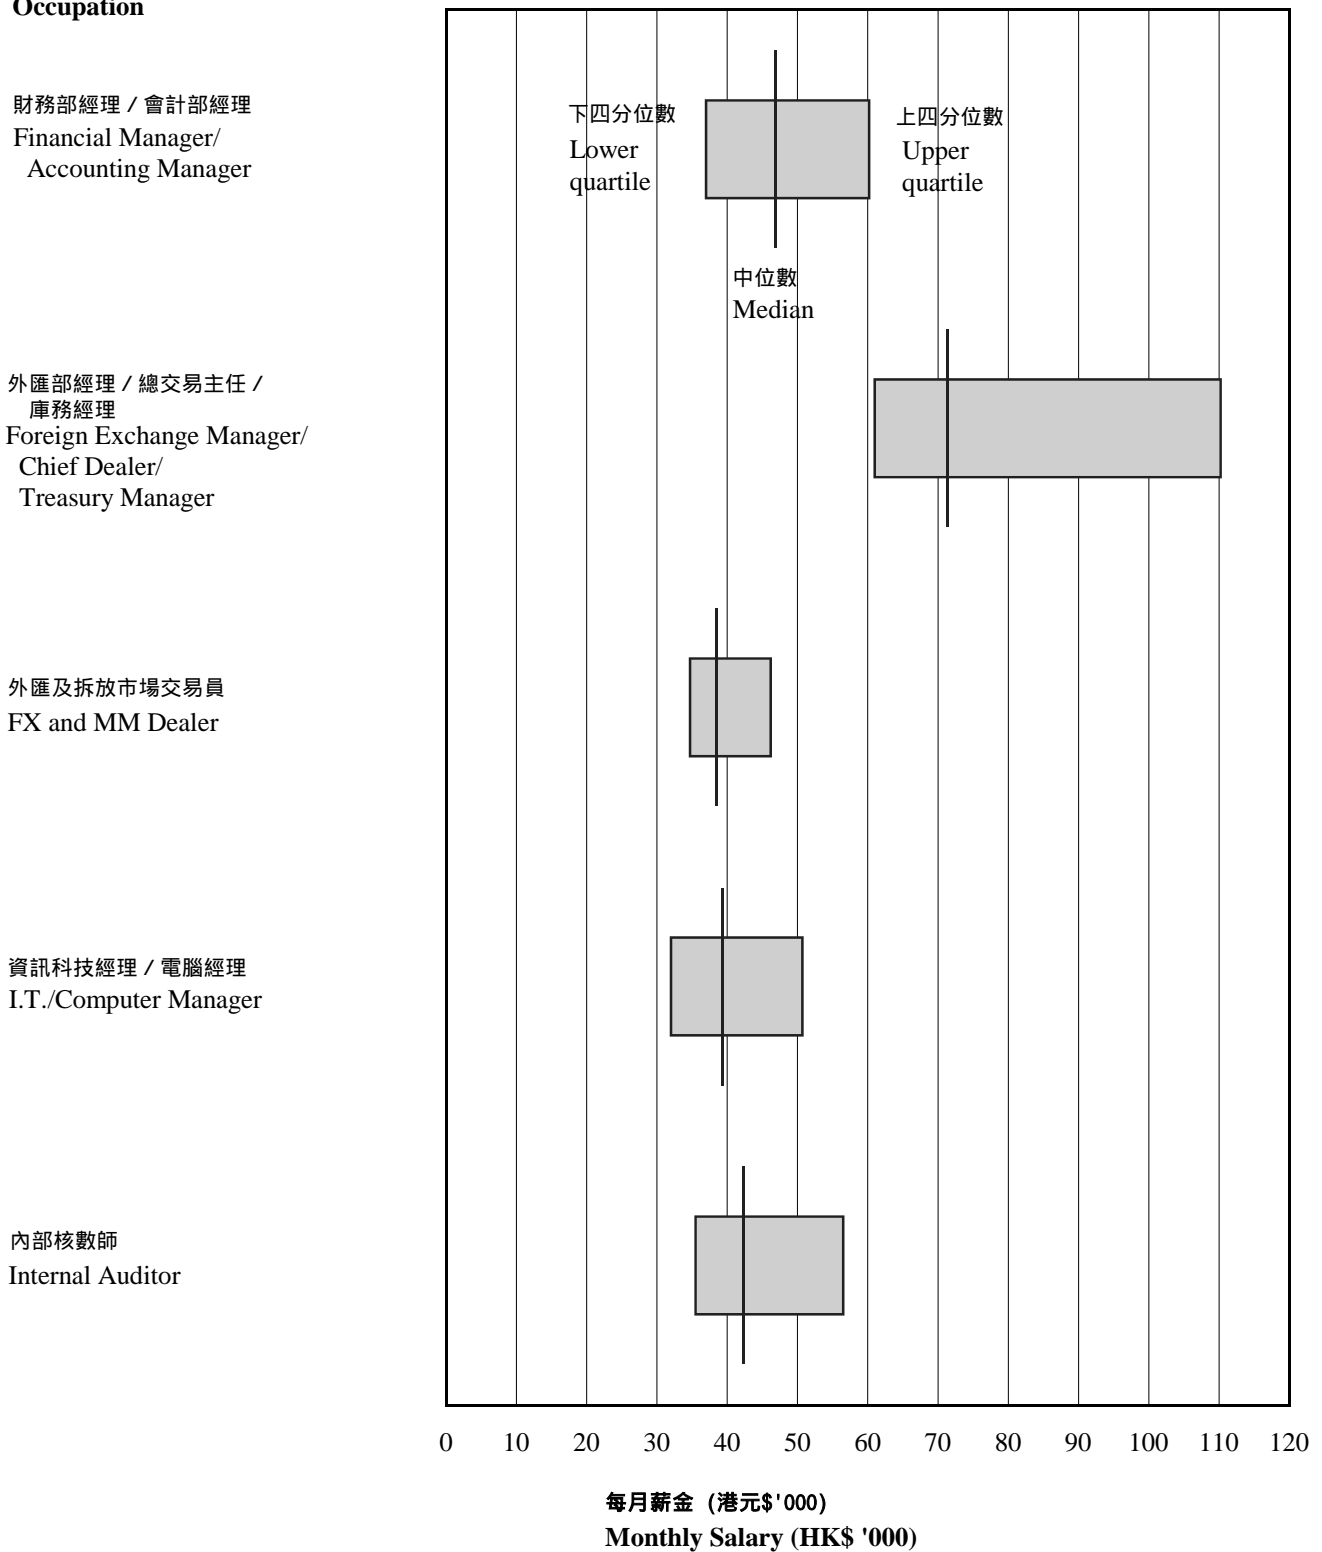 Occupation
財務部經理 / 會計部經理
Financial Manager/
Accounting Manager
下四分位數
Lower
quartile
上四分位數
Upper
quartile
中位數
Median
外匯部經理 / 總交易主任 /
庫務經理
Foreign Exchange Manager/
Chief Dealer/
Treasury Manager
外匯及拆放市場交易員
FX and MM Dealer
資訊科技經理 / 電腦經理
I.T./Computer Manager
內部核數師
Internal Auditor
0 10 20 30 40 50 60 70 80 90 100 110 120
每月薪金 (港元$'000)
Monthly Salary (HK$ '000)